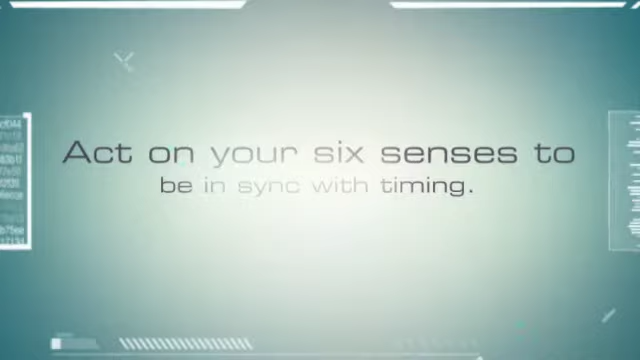 Act on your six senses to
be in sync with timing.